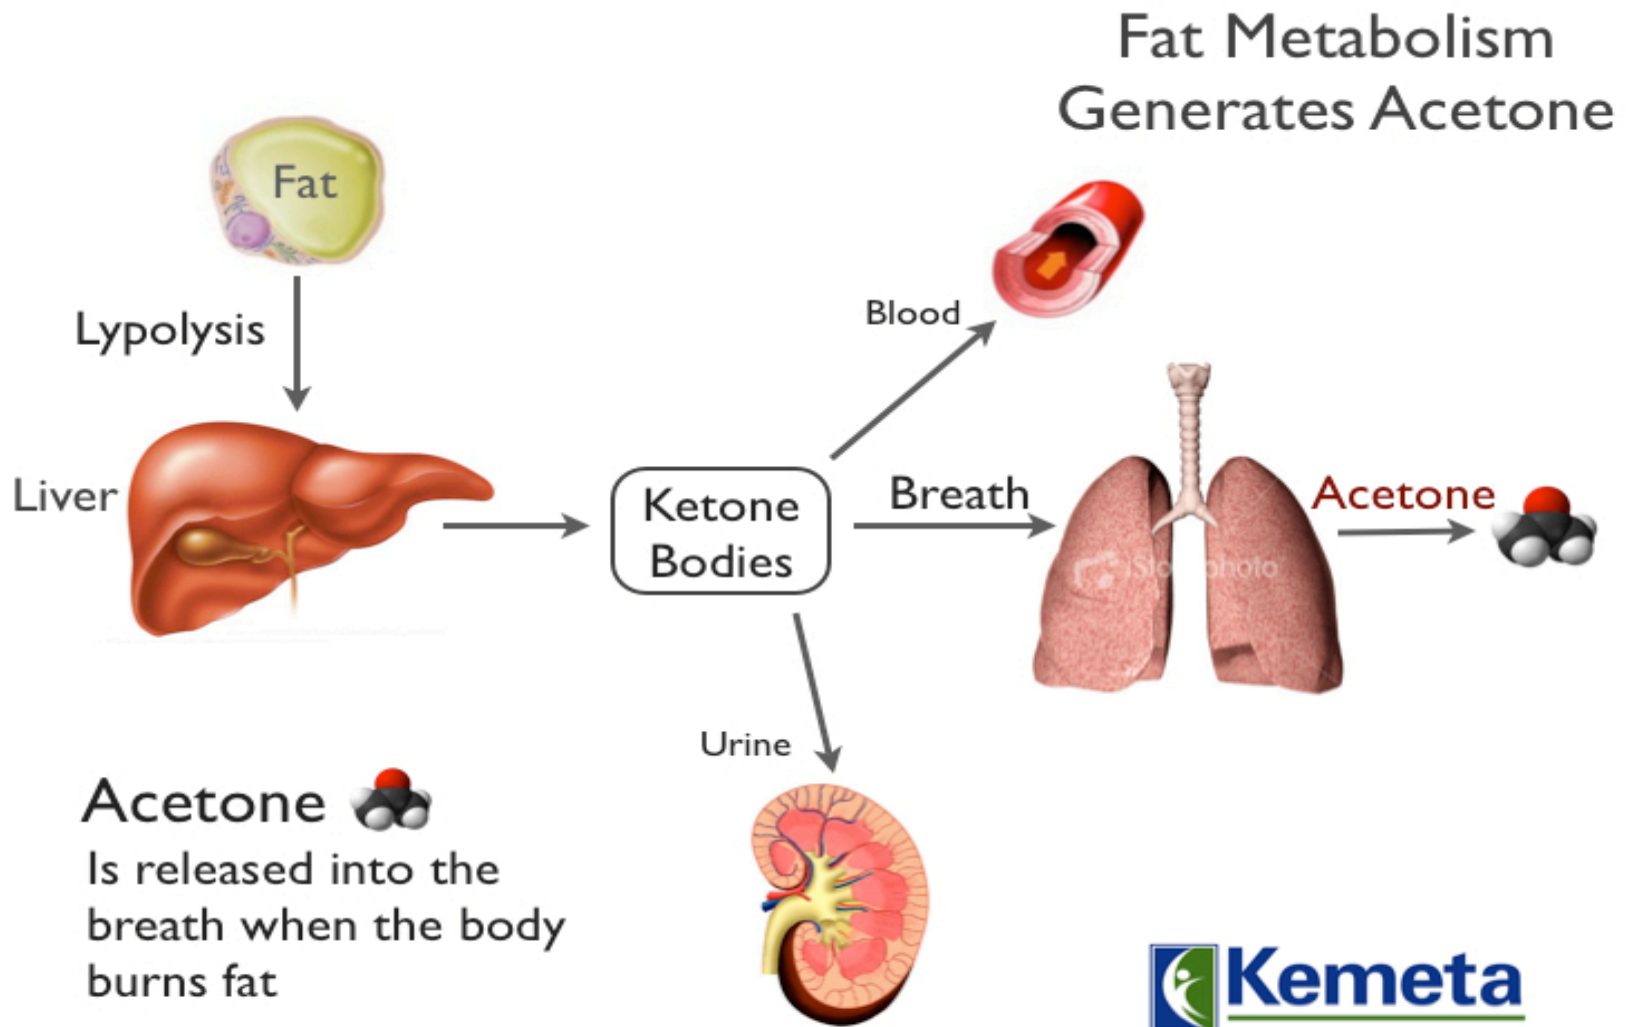 Fat Metabolism
Generates Acetone
Fat
Lypolysis
Liver
Ketone
Bodies
Blood
Breath
Acetone
iStockphoto
Urine
Acetone
Is released into the
breath when the body
burns fat
Kemeta